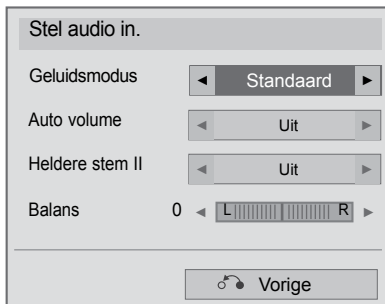 Stel audio in.
Geluidsmodus ◄ Standaard ►
Auto volume ◄ Uit ►
Heldere stem II ◄ Uit ►
Balans 0 ◄ L R ►
Vorige